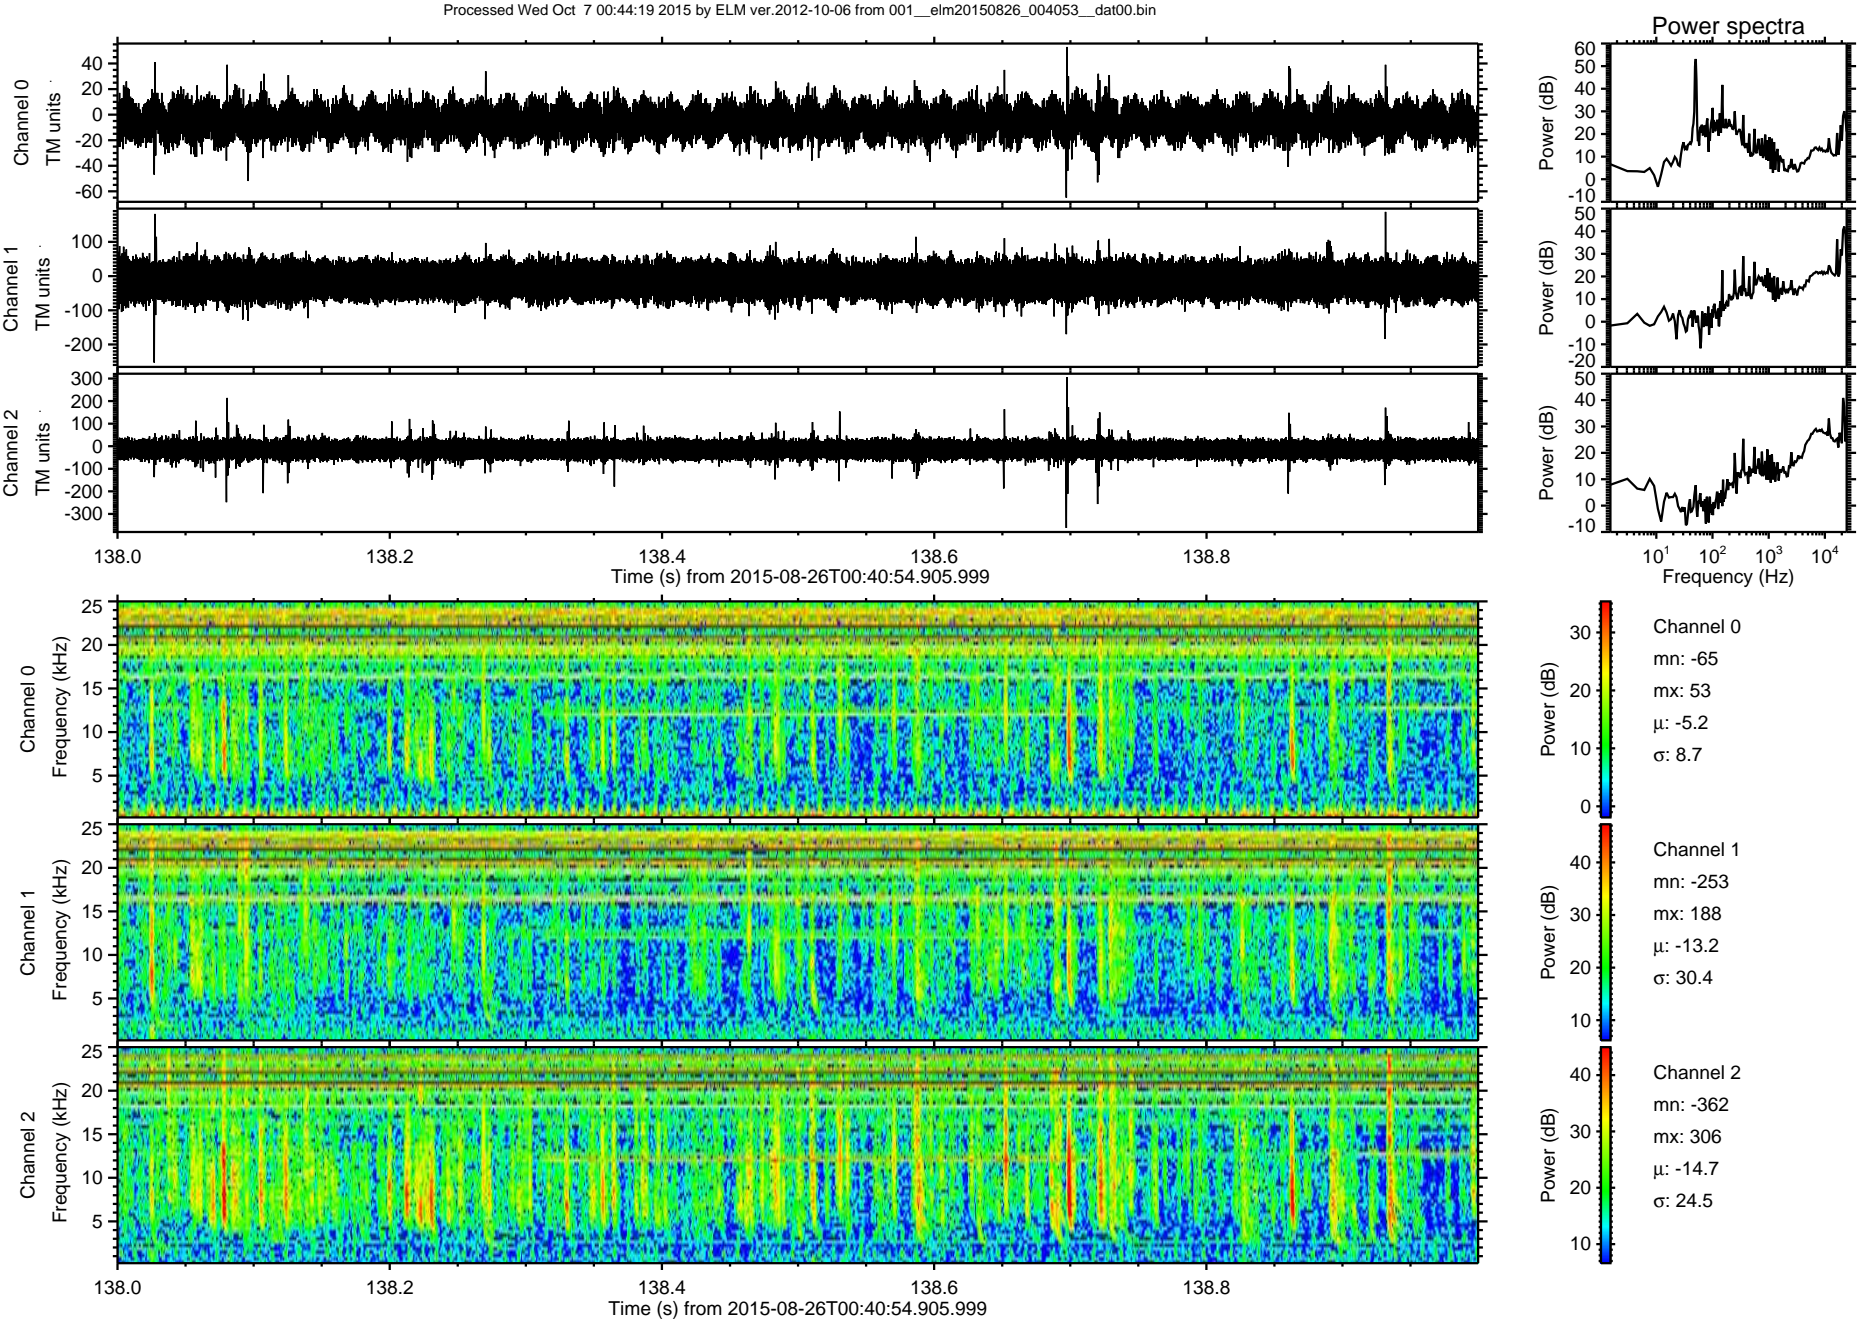 Processed Wed Oct  7 00:44:19 2015 by ELM ver.2012-10-06 from 001__elm20150826_004053__dat00.bin
Power spectra
Channel 0
TM units
40
20
0
-20
-40
-60
Power (dB)
60
50
40
30
20
10
0
-10
Channel 1
TM units
100
0
-100
-200
Power (dB)
50
40
30
20
10
0
-10
-20
Channel 2
TM units
300
200
100
0
-100
-200
-300
Power (dB)
50
40
30
20
10
0
-10
138.0 138.2 138.4 138.6 138.8
Time (s) from 2015-08-26T00:40:54.905.999
10¹ 10² 10³ 10⁴
Frequency (Hz)
Channel 0
Frequency (kHz)
25
20
15
10
5
Power (dB)
30
20
10
0
Channel 0
mn: -65
mx: 53
μ: -5.2
σ: 8.7
Channel 1
Frequency (kHz)
25
20
15
10
5
Power (dB)
40
30
20
10
Channel 1
mn: -253
mx: 188
μ: -13.2
σ: 30.4
Channel 2
Frequency (kHz)
25
20
15
10
5
Power (dB)
40
30
20
10
Channel 2
mn: -362
mx: 306
μ: -14.7
σ: 24.5
138.0 138.2 138.4 138.6 138.8
Time (s) from 2015-08-26T00:40:54.905.999